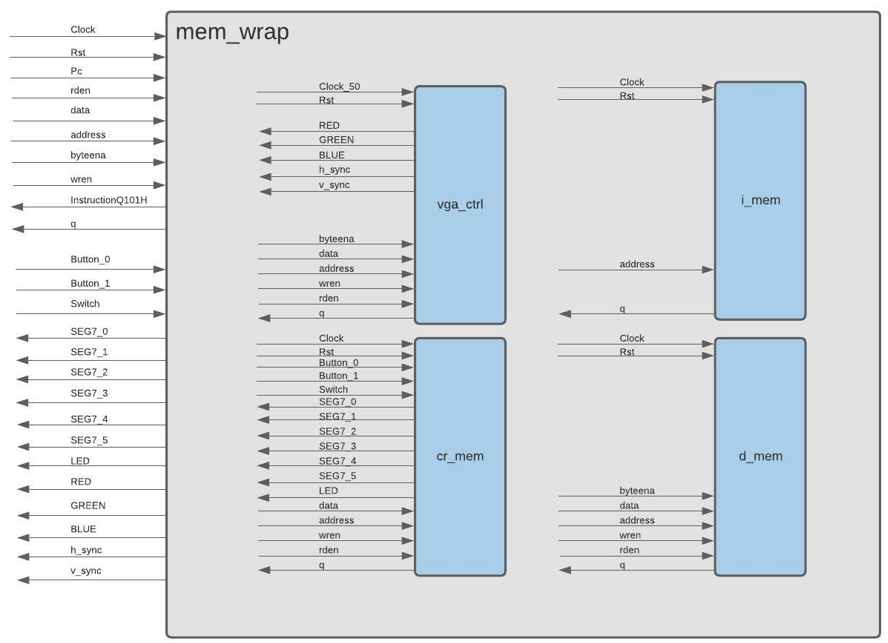 mem_wrap
Clock
Rst
Pc
rden
data
address
byteena
wren
InstructionQ101H
q
Button_0
Button_1
Switch
SEG7_0
SEG7_1
SEG7_2
SEG7_3
SEG7_4
SEG7_5
LED
RED
GREEN
BLUE
h_sync
v_sync
Clock_50
Rst
RED
GREEN
BLUE
h_sync
v_sync
byteena
data
address
wren
rden
q
vga_ctrl
Clock
Rst
address
q
i_mem
Clock
Rst
Button_0
Button_1
Switch
SEG7_0
SEG7_1
SEG7_2
SEG7_3
SEG7_4
SEG7_5
LED
data
address
wren
rden
q
cr_mem
Clock
Rst
byteena
data
address
wren
rden
q
d_mem